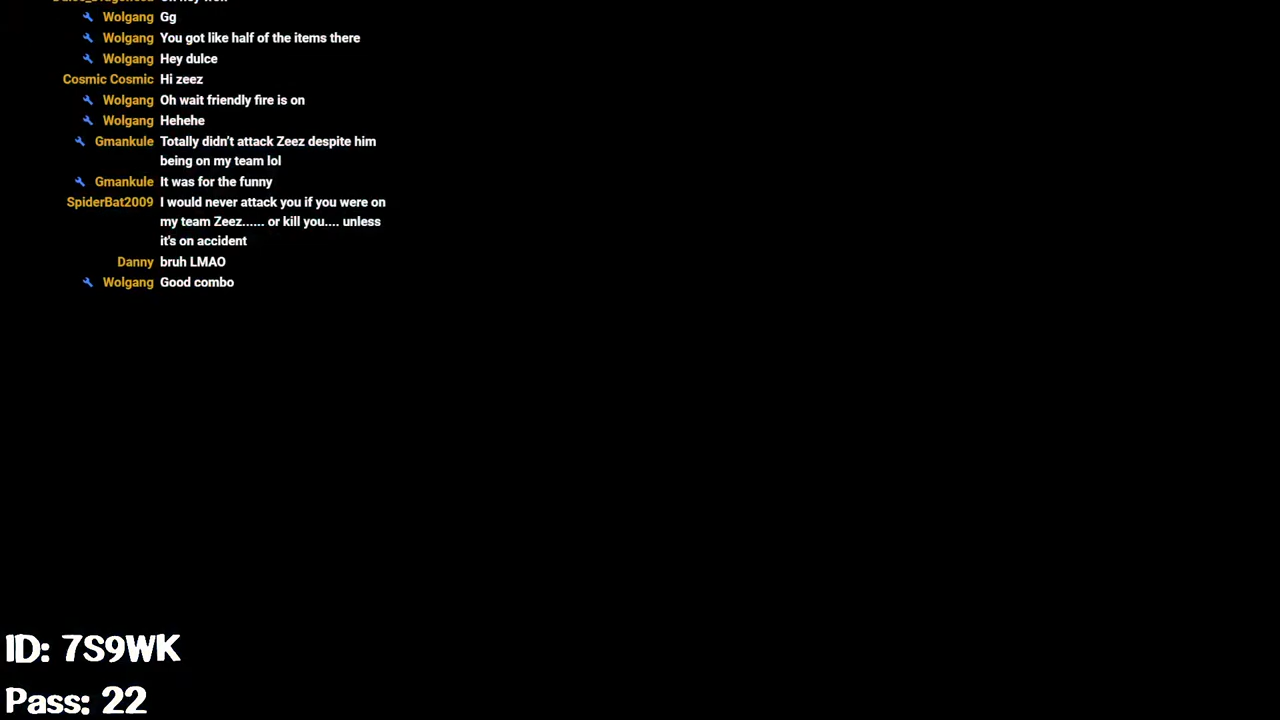 Wolgang Gg
Wolgang You got like half of the items there
Wolgang Hey dulce
Cosmic Cosmic Hi zeez
Wolgang Oh wait friendly fire is on
Wolgang Hehehe
Gmankule Totally didn't attack Zeez despite him
being on my team lol
Gmankule It was for the funny
SpiderBat2009 I would never attack you if you were on
my team Zeez...... or kill you.... unless
it's on accident
Danny bruh LMAO
Wolgang Good combo
ID: 7S9WK
Pass: 22